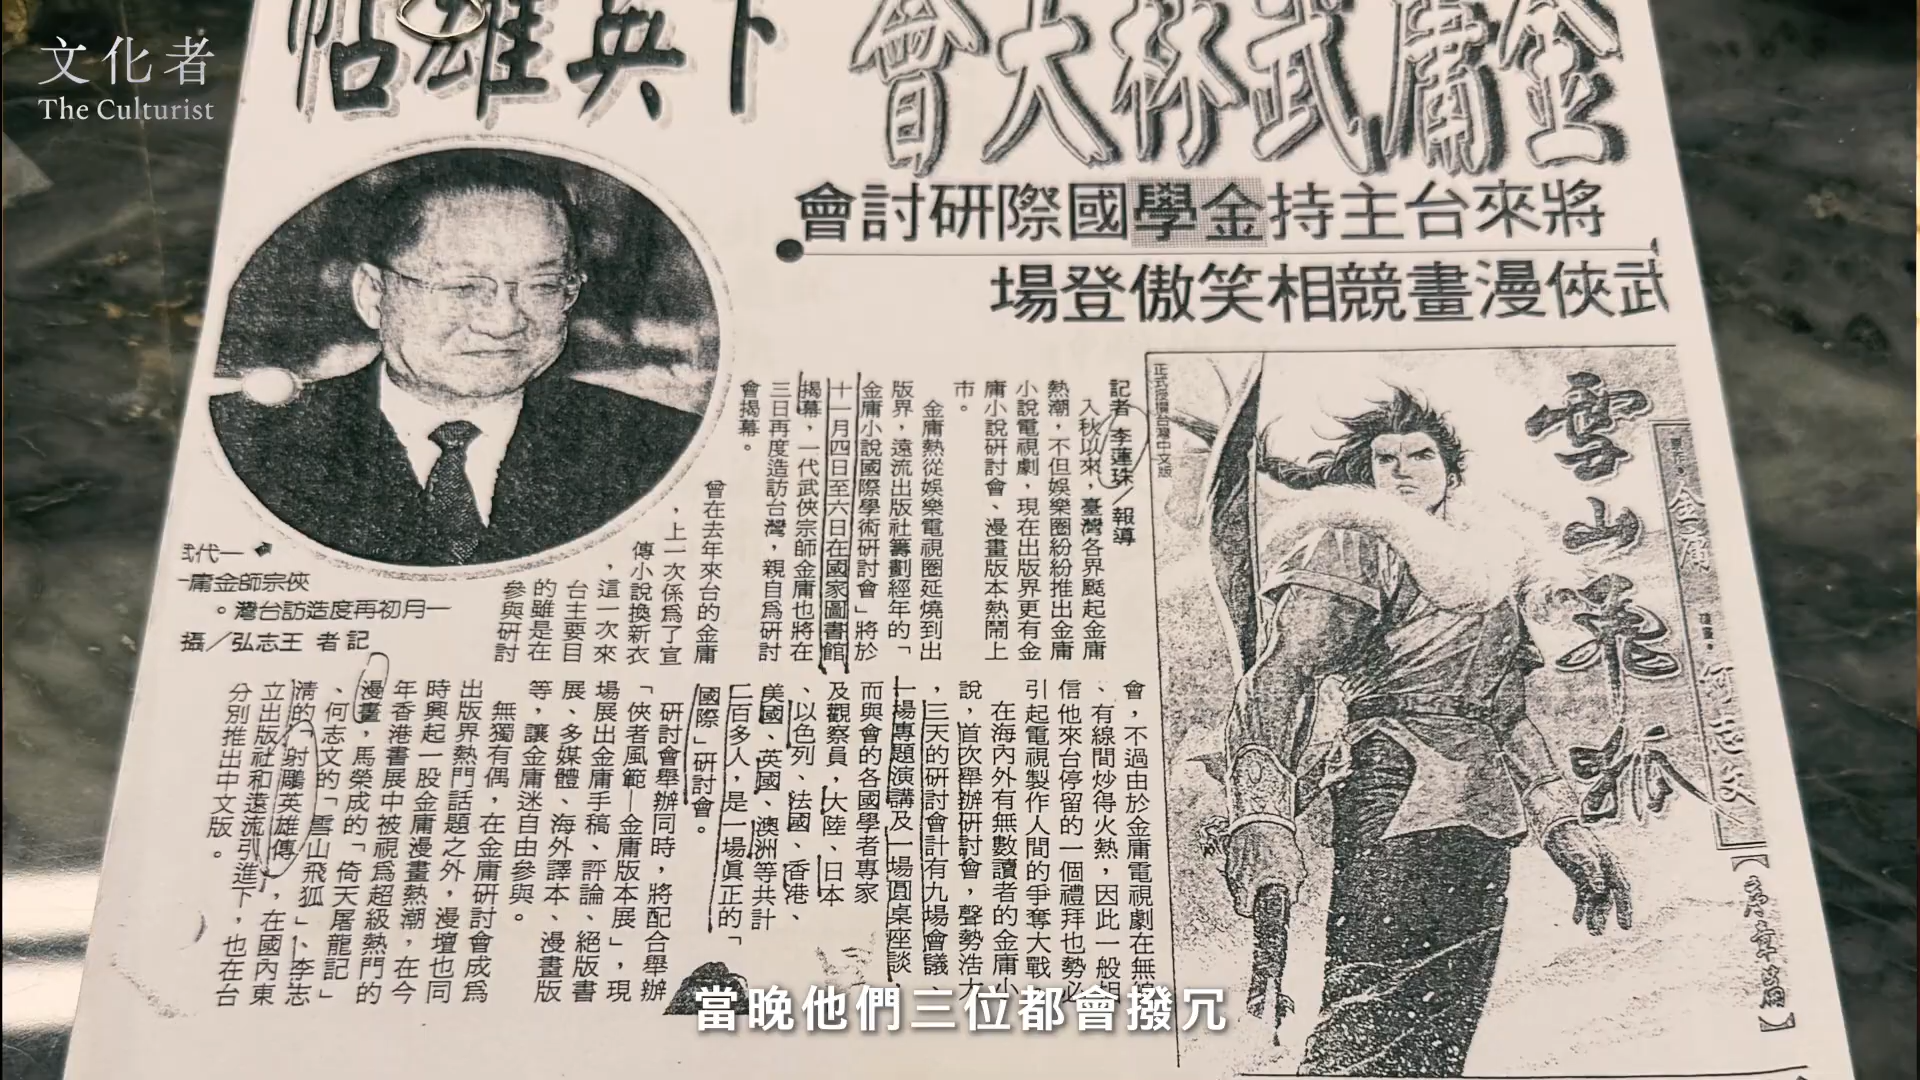 文化者
The Culturist
金庸武林大會
下英雄帖
將來台主持金學國際研討會
武俠漫畫競相笑傲登場
記者 李蓮珠／報導
入秋以來，臺灣各界颳起金庸
熱潮，不但娛樂圈紛紛推出金庸
小說電視劇，現在出版界更有金
庸小說研討會、漫畫版本熱鬧上
市。
金庸熱從娛樂電視圈延燒到出
版界，遠流出版社籌劃經年的「
金庸小說國際學術研討會」將於
十一月四日至六日在國家圖書館
揭幕，一代武俠宗師金庸也將在
三日再度造訪台灣，親自爲研討
會揭幕。
曾在去年來台的金庸
，上一次係爲了宣
傳小說換新衣
，這一次來
台主要目
的雖是在
參與研討
會，不過由於金庸電視劇在無
、有線間炒得火熱，因此一般相
信他來台停留的一個禮拜也勢必
引起電視製作人間的爭奪大戰
在海內外有無數讀者的金庸小
說，首次舉辦研討會，聲勢浩大
，三天的研討會計有九場會議、
一場專題演講及一場圓桌座談，
而與會的各國學者專家
及觀察員，大陸、日本
、以色列、法國、香港、
美國、英國、澳洲等共計
二百多人，是一場眞正的「
國際」研討會。
研討會舉辦同時，將配合舉辦
「俠者風範—金庸版本展」，現
場展出金庸手稿、評論、絕版書
展、多媒體、海外譯本、漫畫版
等，讓金庸迷自由參與。
無獨有偶，在金庸研討會成爲
出版界熱門話題之外，漫壇也同
時興起一股金庸漫畫熱潮，在今
年香港書展中被視爲超級熱門的
漫畫，馬榮成的「倚天屠龍記」
、何志文的「雪山飛狐」、李志
清的「射鵰英雄傳」，在國內東
立出版社和遠流引進下，也在台
分別推出中文版。
一代武
俠宗師金庸
一月初再度造訪台灣。
記者 王志弘／攝
正式授權台灣中文版
雪山飛狐
原作・金庸
漫畫・何志文
【序章篇】
當晚他們三位都會撥冗